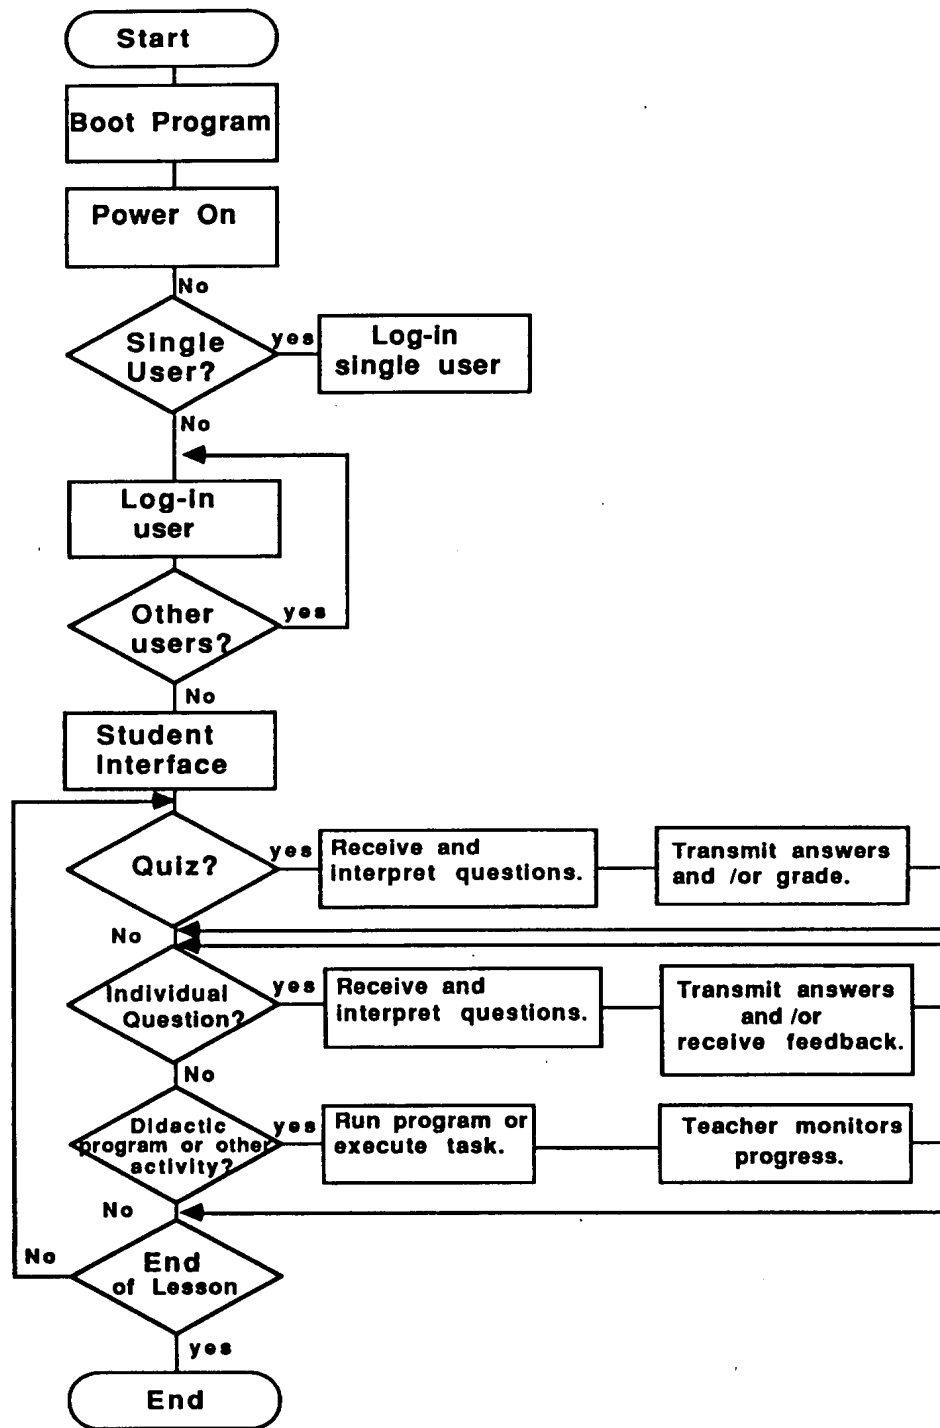 Start
Boot Program
Power On
No
Single
User?
yes
Log-in
single user
No
Log-in
user
Other
users?
yes
No
Student
Interface
Quiz?
yes
Receive and
interpret questions.
Transmit answers
and /or grade.
No
Individual
Question?
yes
Receive and
interpret questions.
Transmit answers
and /or
receive feedback.
No
Didactic
program or other
activity?
yes
Run program or
execute task.
Teacher monitors
progress.
No
No
End
of Lesson
yes
End